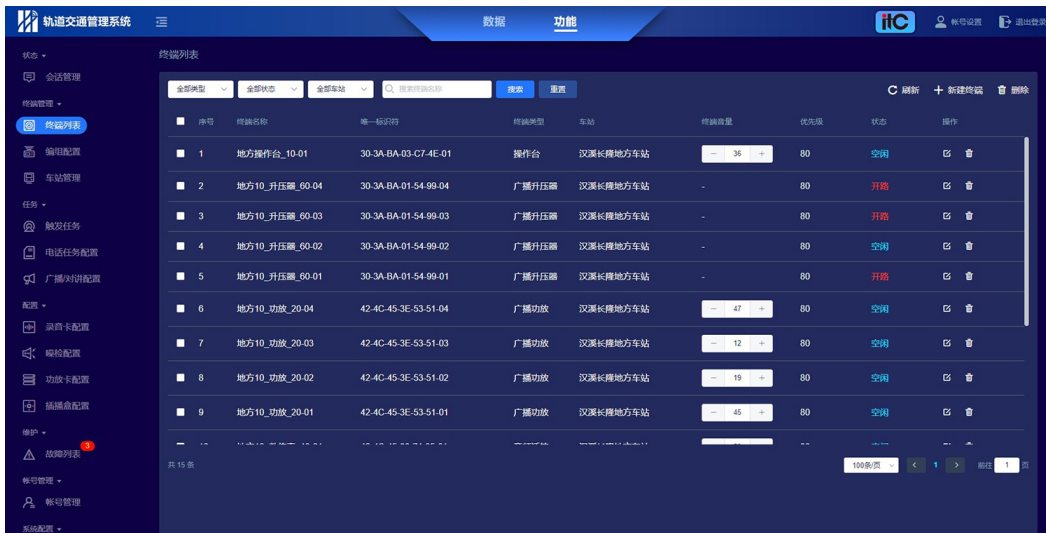 轨道交通管理系统 数据 功能 itC 帐号设置 退出登录
状态
会话管理
终端管理
终端列表
编组配置
车站管理
任务
触发任务
电话任务配置
广播/对讲配置
配置
录音卡配置
噪检配置
功放卡配置
插播盒配置
维护
故障列表 3
帐号管理
帐号管理
系统配置
终端列表
全部类型 全部状态 全部车站 搜索终端名称 搜索 重置 刷新 新建终端 删除
序号 终端名称 唯一标识符 终端类型 车站 终端音量 优先级 状态 操作
1 地方操作台_10-01 30-3A-BA-03-C7-4E-01 操作台 汉溪长隆地方车站 − 36 + 80 空闲
2 地方10_升压器_60-04 30-3A-BA-01-54-99-04 广播升压器 汉溪长隆地方车站 - 80 开路
3 地方10_升压器_60-03 30-3A-BA-01-54-99-03 广播升压器 汉溪长隆地方车站 - 80 开路
4 地方10_升压器_60-02 30-3A-BA-01-54-99-02 广播升压器 汉溪长隆地方车站 - 80 空闲
5 地方10_升压器_60-01 30-3A-BA-01-54-99-01 广播升压器 汉溪长隆地方车站 - 80 开路
6 地方10_功放_20-04 42-4C-45-3E-53-51-04 广播功放 汉溪长隆地方车站 − 47 + 80 空闲
7 地方10_功放_20-03 42-4C-45-3E-53-51-03 广播功放 汉溪长隆地方车站 − 12 + 80 空闲
8 地方10_功放_20-02 42-4C-45-3E-53-51-02 广播功放 汉溪长隆地方车站 − 19 + 80 空闲
9 地方10_功放_20-01 42-4C-45-3E-53-51-01 广播功放 汉溪长隆地方车站 − 45 + 80 空闲
共 15 条 100条/页 < 1 > 前往 1 页